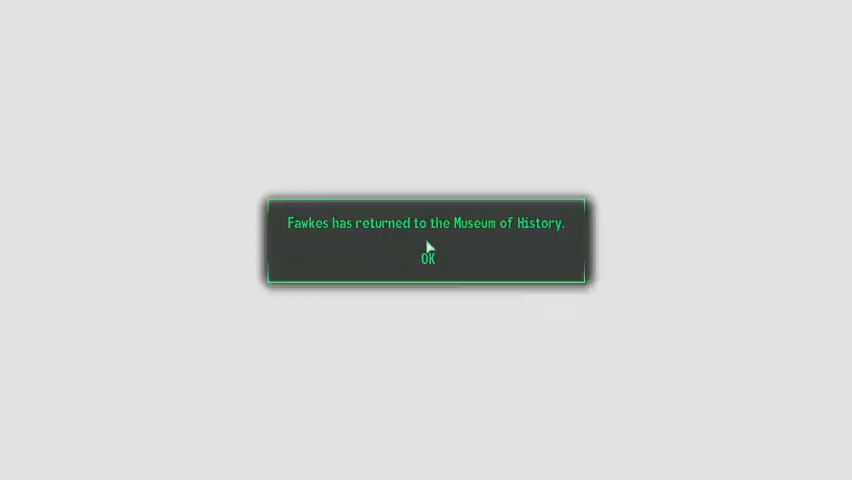 Fawkes has returned to the Museum of History.
OK